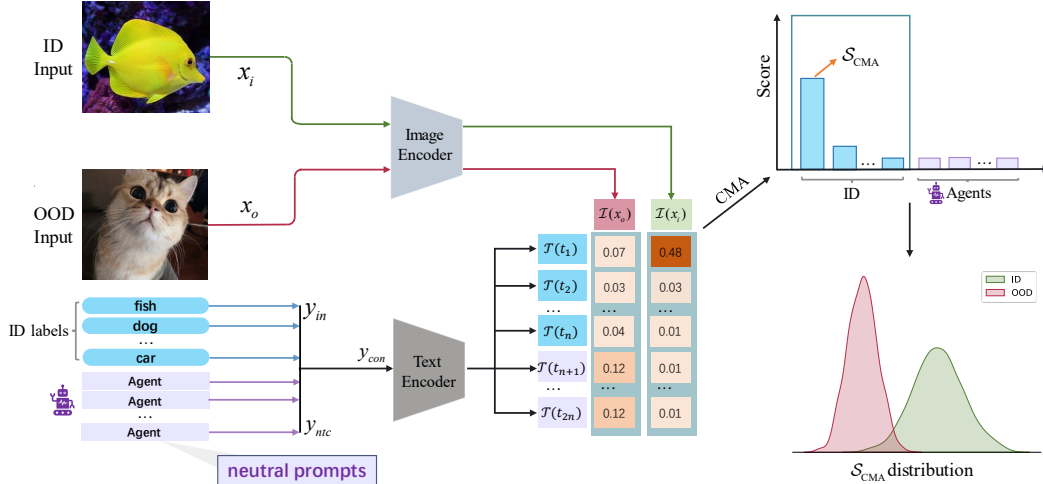 ID
Input
x_i
OOD
Input
x_o
Image
Encoder
ID labels
fish
dog
...
car
Agent
Agent
...
Agent
y_in
y_ntc
neutral prompts
y_con
Text
Encoder
I(x_o) I(x_i)
T(t_1) 0.07 0.48
T(t_2) 0.03 0.03
... ... ...
T(t_n) 0.04 0.01
T(t_{n+1}) 0.12 0.01
... ... ...
T(t_{2n}) 0.12 0.01
CMA
Score
S_CMA
... ...
ID Agents
ID
OOD
S_CMA distribution